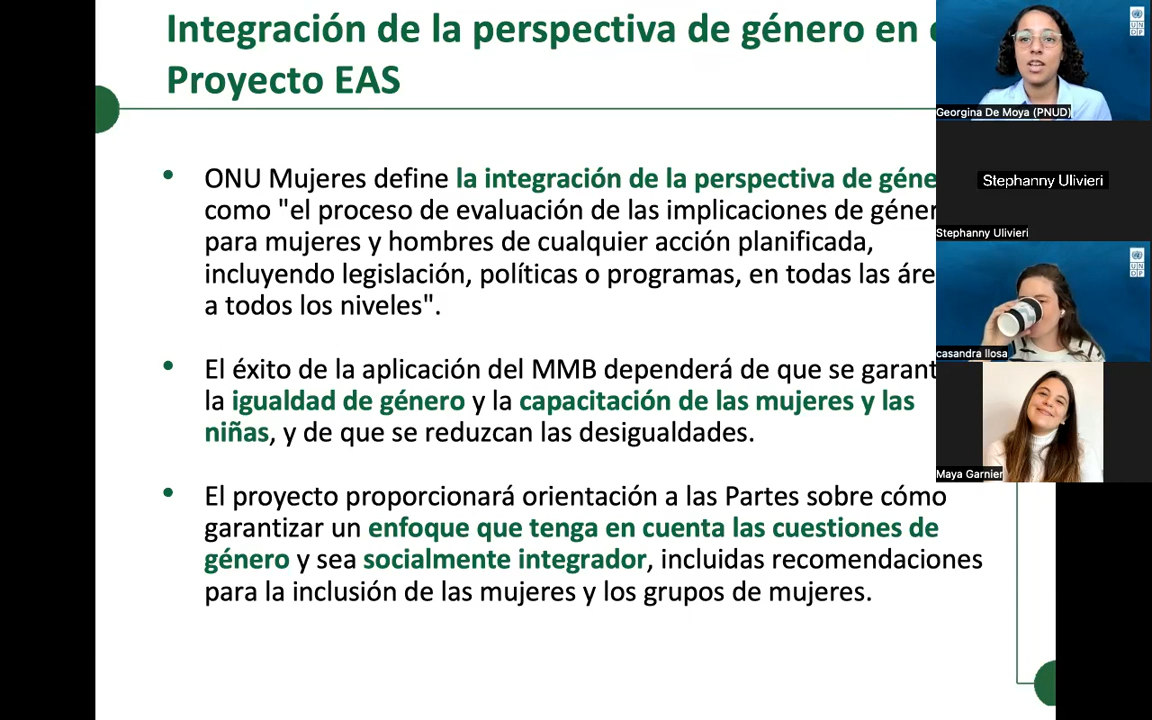 Integración de la perspectiva de género en
Proyecto EAS
• ONU Mujeres define la integración de la perspectiva de géne
como "el proceso de evaluación de las implicaciones de géner
para mujeres y hombres de cualquier acción planificada,
incluyendo legislación, políticas o programas, en todas las áre
a todos los niveles".
• El éxito de la aplicación del MMB dependerá de que se garant
la igualdad de género y la capacitación de las mujeres y las
niñas, y de que se reduzcan las desigualdades.
• El proyecto proporcionará orientación a las Partes sobre cómo
garantizar un enfoque que tenga en cuenta las cuestiones de
género y sea socialmente integrador, incluidas recomendaciones
para la inclusión de las mujeres y los grupos de mujeres.
UN
DP
Georgina De Moya (PNUD)
Stephanny Ulivieri
Stephanny Ulivieri
UN
DP
casandra llosa
Maya Garnier